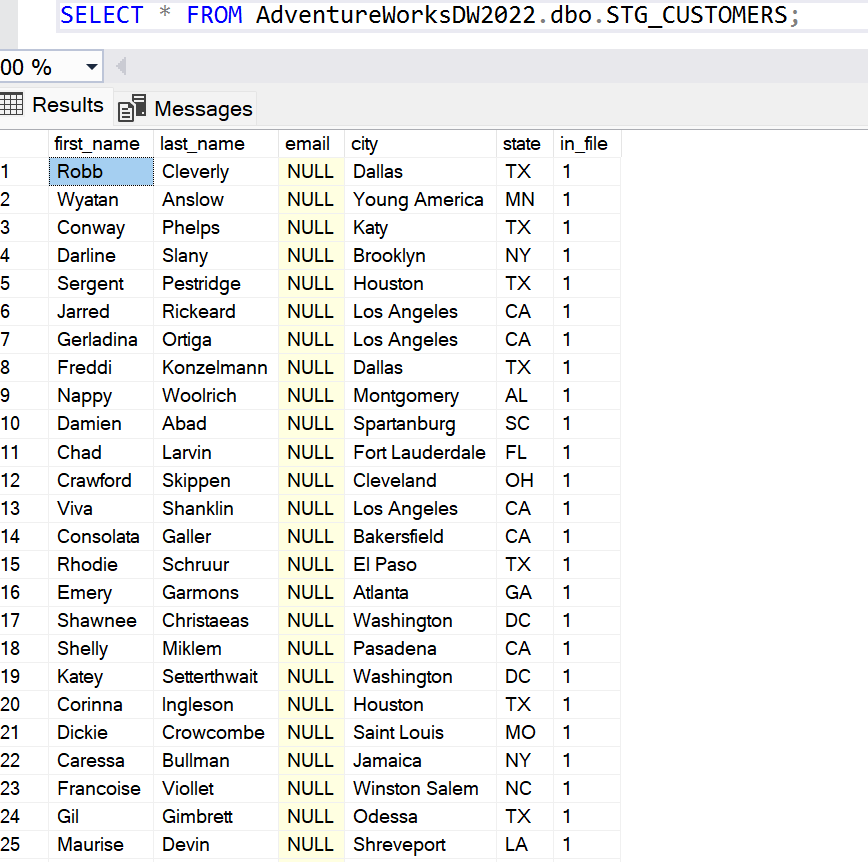 SELECT * FROM AdventureWorksDW2022.dbo.STG_CUSTOMERS;
00 %
Results Messages
first_name last_name email city state in_file
1 Robb Cleverly NULL Dallas TX 1
2 Wyatan Anslow NULL Young America MN 1
3 Conway Phelps NULL Katy TX 1
4 Darline Slany NULL Brooklyn NY 1
5 Sergent Pestridge NULL Houston TX 1
6 Jarred Rickeard NULL Los Angeles CA 1
7 Gerladina Ortiga NULL Los Angeles CA 1
8 Freddi Konzelmann NULL Dallas TX 1
9 Nappy Woolrich NULL Montgomery AL 1
10 Damien Abad NULL Spartanburg SC 1
11 Chad Larvin NULL Fort Lauderdale FL 1
12 Crawford Skippen NULL Cleveland OH 1
13 Viva Shanklin NULL Los Angeles CA 1
14 Consolata Galler NULL Bakersfield CA 1
15 Rhodie Schruur NULL El Paso TX 1
16 Emery Garmons NULL Atlanta GA 1
17 Shawnee Christaeas NULL Washington DC 1
18 Shelly Miklem NULL Pasadena CA 1
19 Katey Setterthwait NULL Washington DC 1
20 Corinna Ingleson NULL Houston TX 1
21 Dickie Crowcombe NULL Saint Louis MO 1
22 Caressa Bullman NULL Jamaica NY 1
23 Francoise Viollet NULL Winston Salem NC 1
24 Gil Gimbrett NULL Odessa TX 1
25 Maurise Devin NULL Shreveport LA 1